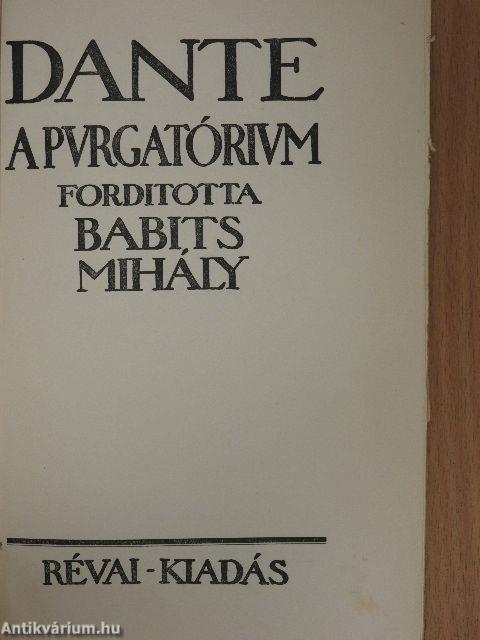 DANTE
A PVRGATÓRIVM
FORDITOTTA
BABITS
MIHÁLY
RÉVAI-KIADÁS
Antikvárium.hu